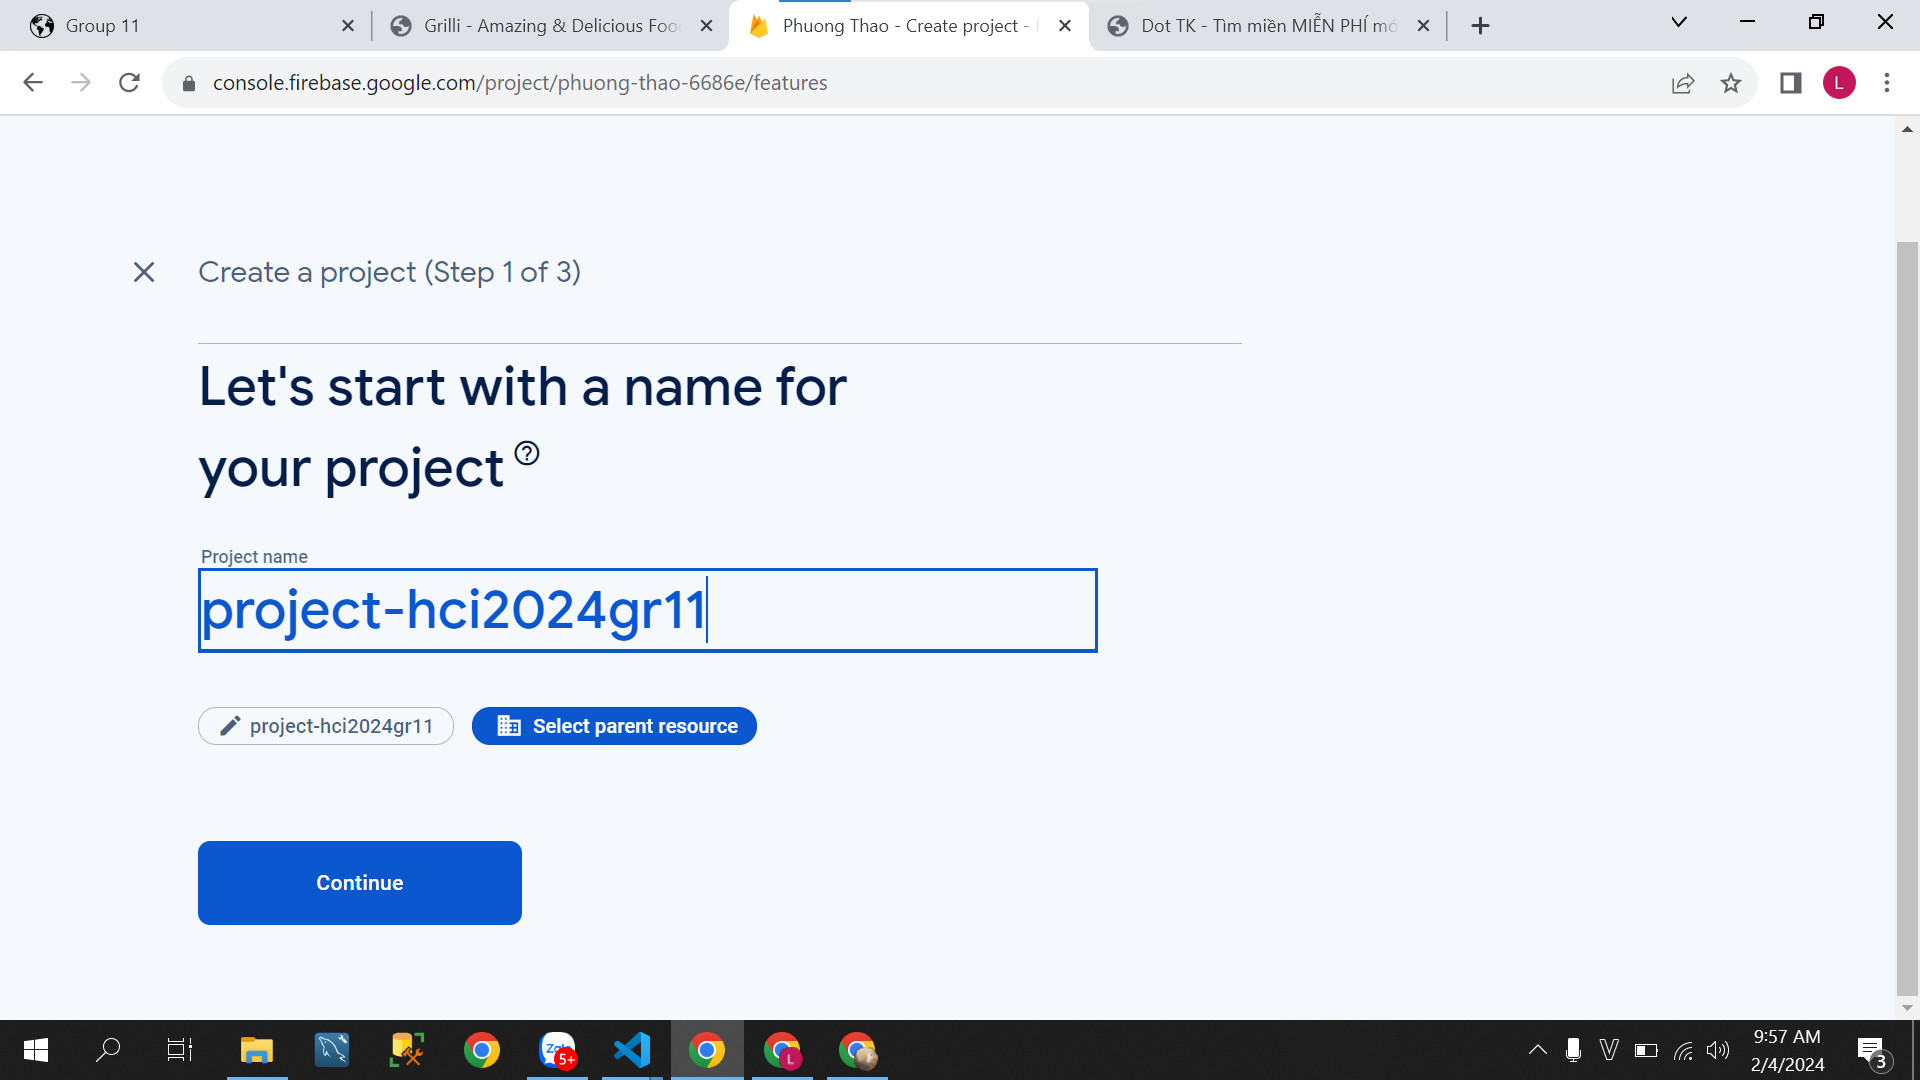 Group 11
Grilli - Amazing & Delicious Foo
Phuong Thao - Create project -
Dot TK - Tìm miền MIỄN PHÍ mớ
console.firebase.google.com/project/phuong-thao-6686e/features
L
Create a project (Step 1 of 3)
Let's start with a name for
your project
Project name
project-hci2024gr11
project-hci2024gr11
Select parent resource
Continue
Zalo
5+
L
V
9:57 AM
2/4/2024
3